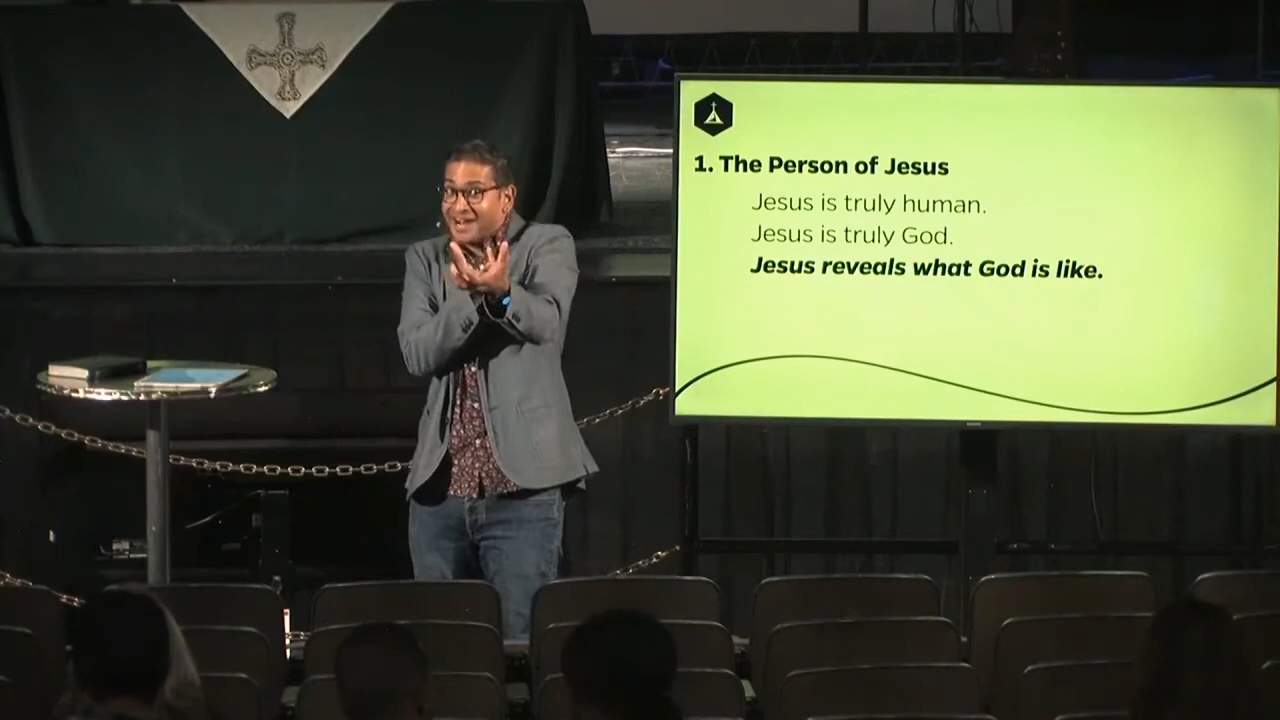 1. The Person of Jesus
Jesus is truly human.
Jesus is truly God.
Jesus reveals what God is like.